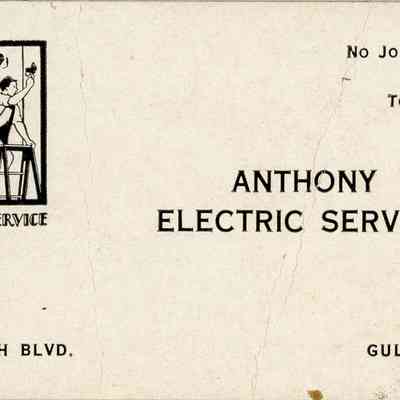 No Jo
To
ANTHONY
ELECTRIC SERV
ERVICE
H BLVD.
GUL